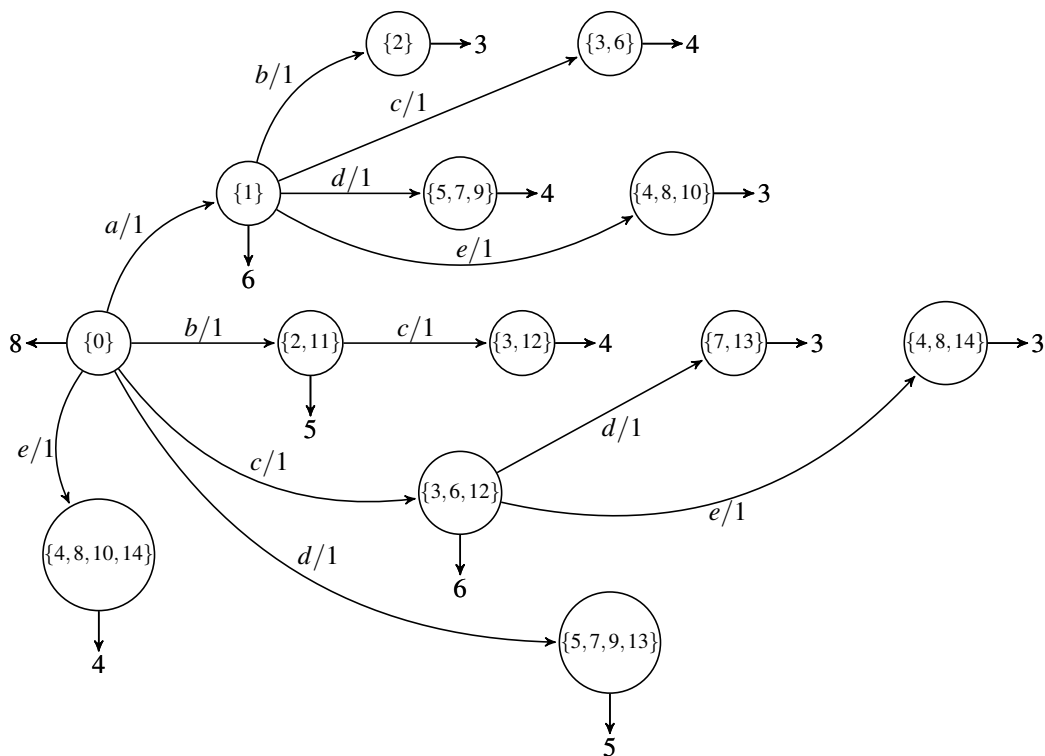 {2}
3
{3,6}
4
b/1
c/1
{1}
d/1
{5,7,9}
4
{4,8,10}
3
a/1
e/1
6
8
{0}
b/1
{2,11}
c/1
{3,12}
4
{7,13}
3
{4,8,14}
3
5
d/1
e/1
c/1
{3,6,12}
e/1
{4,8,10,14}
d/1
6
{5,7,9,13}
4
5